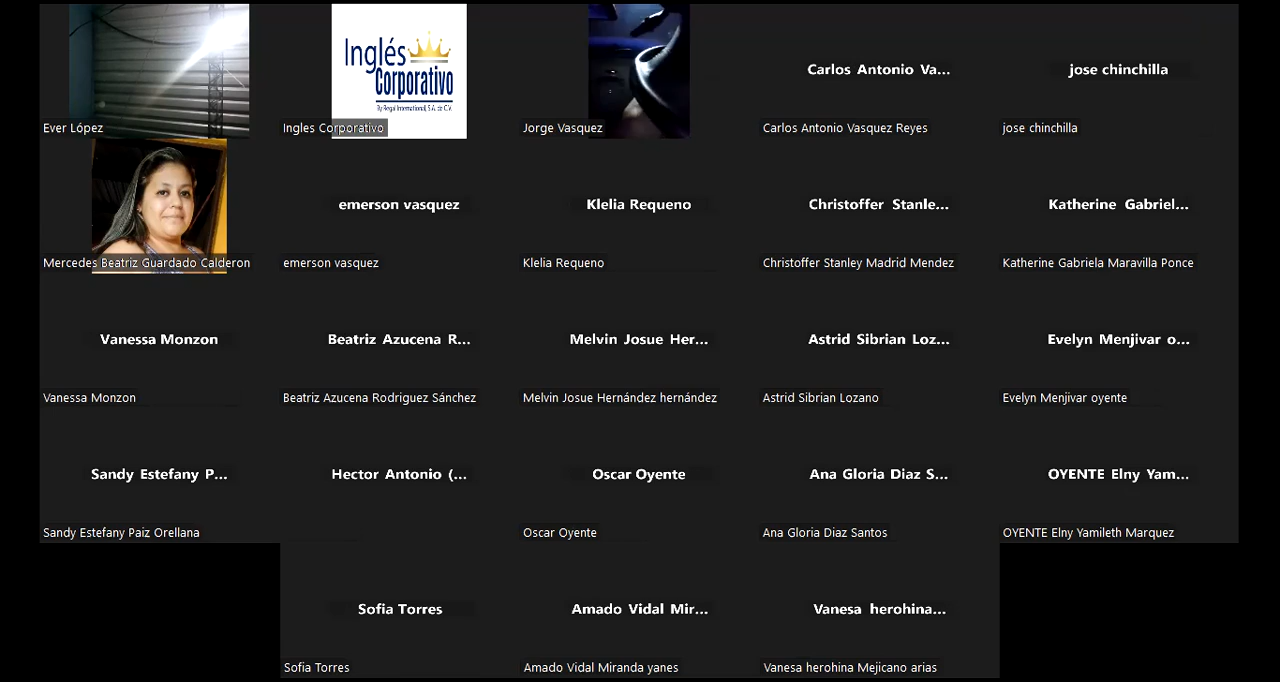 Inglés
Corporativo
By Regal International, S.A. de C.V.
Ever López
Ingles Corporativo
Jorge Vasquez
Carlos Antonio Va...
Carlos Antonio Vasquez Reyes
jose chinchilla
jose chinchilla
Mercedes Beatriz Guardado Calderon
emerson vasquez
emerson vasquez
Klelia Requeno
Klelia Requeno
Christoffer Stanle...
Christoffer Stanley Madrid Mendez
Katherine Gabriel...
Katherine Gabriela Maravilla Ponce
Vanessa Monzon
Vanessa Monzon
Beatriz Azucena R...
Beatriz Azucena Rodriguez Sánchez
Melvin Josue Her...
Melvin Josue Hernández hernández
Astrid Sibrian Loz...
Astrid Sibrian Lozano
Evelyn Menjivar o...
Evelyn Menjivar oyente
Sandy Estefany P...
Sandy Estefany Paiz Orellana
Hector Antonio (...
Oscar Oyente
Oscar Oyente
Ana Gloria Diaz S...
Ana Gloria Diaz Santos
OYENTE Elny Yam...
OYENTE Elny Yamileth Marquez
Sofia Torres
Sofia Torres
Amado Vidal Mir...
Amado Vidal Miranda yanes
Vanesa herohina...
Vanesa herohina Mejicano arias